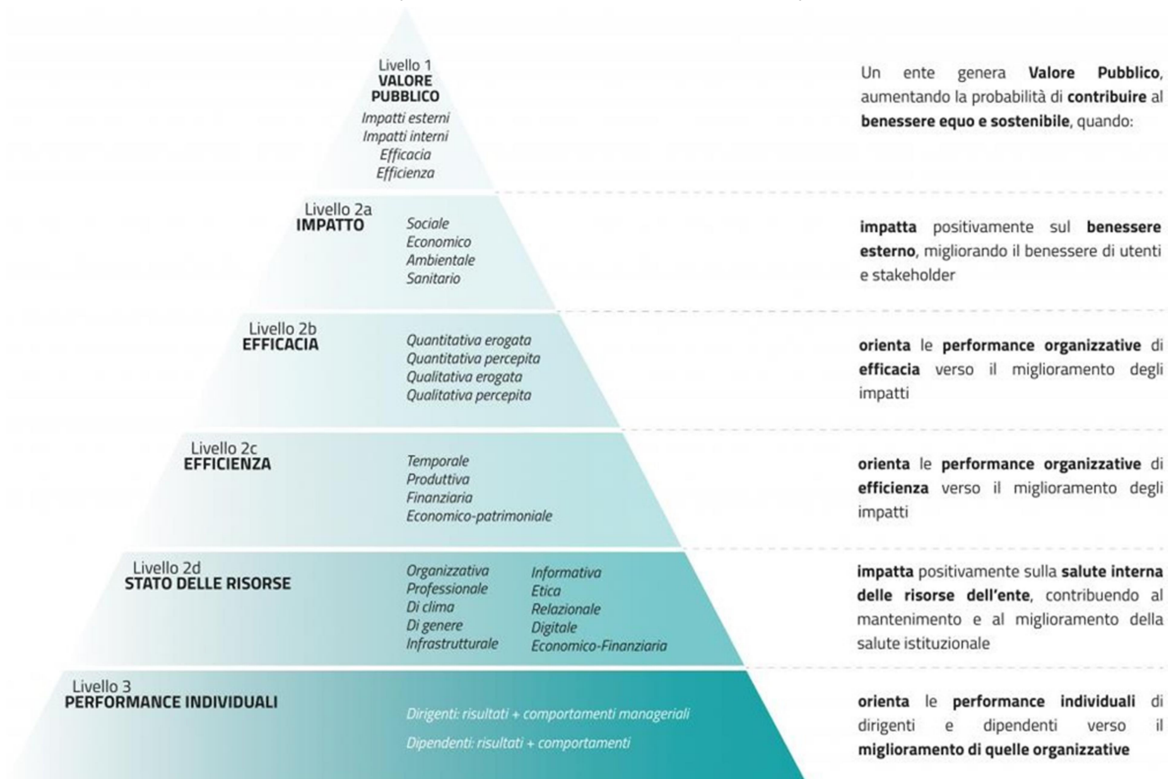 Livello 1
VALORE
PUBBLICO
Impatti esterni
Impatti interni
Efficacia
Efficienza
Un ente genera Valore Pubblico,
aumentando la probabilità di contribuire al
benessere equo e sostenibile, quando:
Livello 2a
IMPATTO
Sociale
Economico
Ambientale
Sanitario
impatta positivamente sul benessere
esterno, migliorando il benessere di utenti
e stakeholder
Livello 2b
EFFICACIA
Quantitativa erogata
Quantitativa percepita
Qualitativa erogata
Qualitativa percepita
orienta le performance organizzative di
efficacia verso il miglioramento degli
impatti
Livello 2c
EFFICIENZA
Temporale
Produttiva
Finanziaria
Economico-patrimoniale
orienta le performance organizzative di
efficienza verso il miglioramento degli
impatti
Livello 2d
STATO DELLE RISORSE
Organizzativa
Professionale
Di clima
Di genere
Infrastrutturale
Informativa
Etica
Relazionale
Digitale
Economico-Finanziaria
impatta positivamente sulla salute interna
delle risorse dell'ente, contribuendo al
mantenimento e al miglioramento della
salute istituzionale
Livello 3
PERFORMANCE INDIVIDUALI
Dirigenti: risultati + comportamenti manageriali
Dipendenti: risultati + comportamenti
orienta le performance individuali di
dirigenti e dipendenti verso il
miglioramento di quelle organizzative